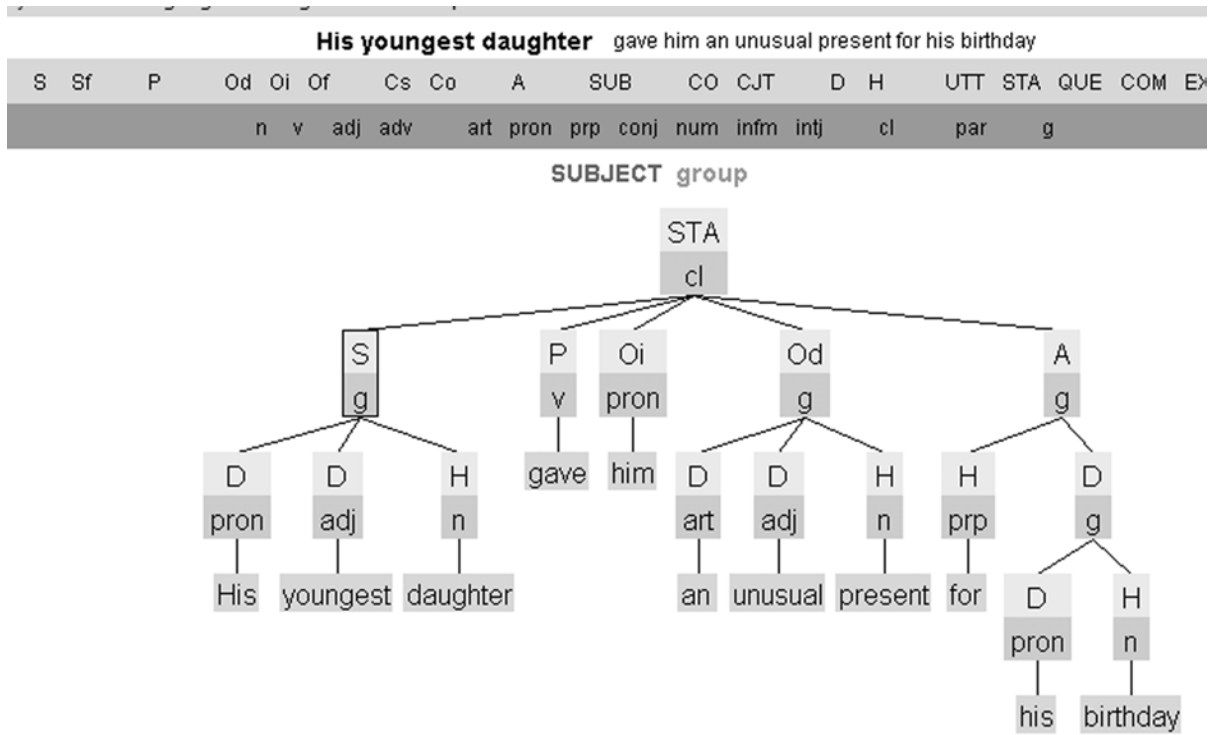 His youngest daughter gave him an unusual present for his birthday
S Sf P Od Oi Of Cs Co A SUB CO CJT D H UTT STA QUE COM
n v adj adv art pron prp conj num infm intj cl par g
SUBJECT group
STA
cl
S P Oi Od A
g v pron g g
D D H gave him D D H H D
pron adj n art adj n prp g
His youngest daughter an unusual present for D H
pron n
his birthday